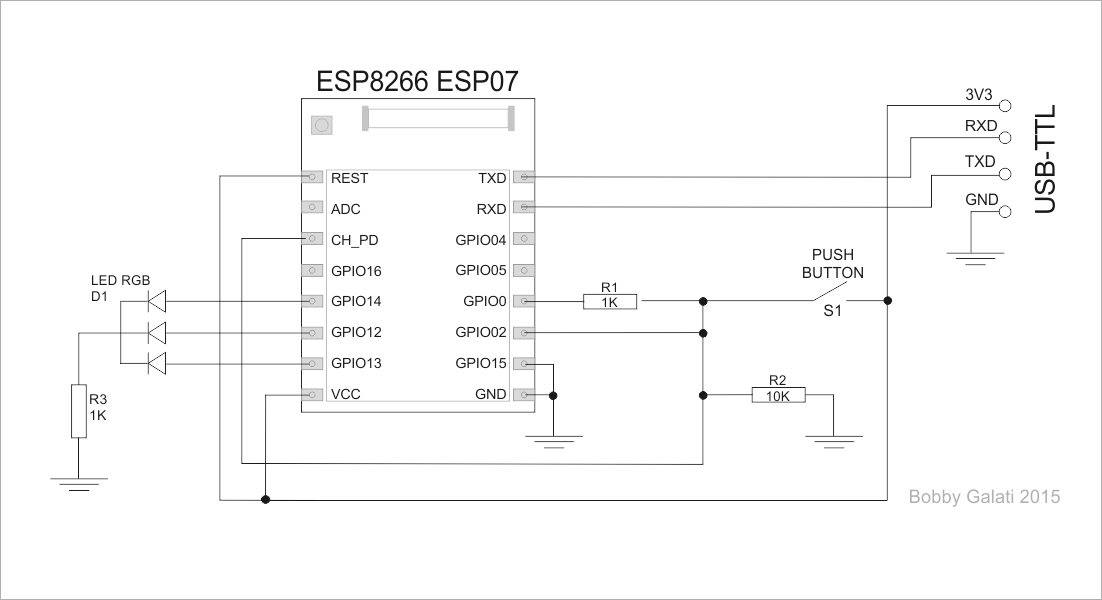 ESP8266 ESP07
3V3
RXD
TXD
GND
USB-TTL
REST
ADC
CH_PD
GPIO16
GPIO14
GPIO12
GPIO13
VCC
TXD
RXD
GPIO04
GPIO05
GPIO0
GPIO02
GPIO15
GND
LED RGB
D1
R3
1K
R1
1K
PUSH
BUTTON
S1
R2
10K
Bobby Galati 2015